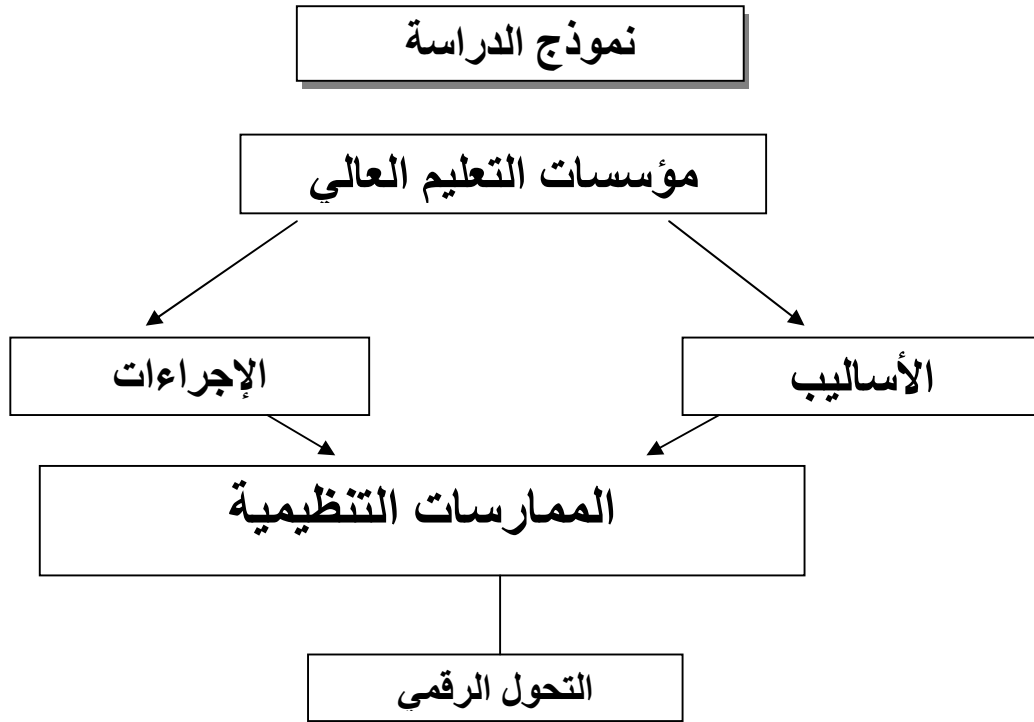 نموذج الدراسة
مؤسسات التعليم العالي
الأساليب
الإجراءات
الممارسات التنظيمية
التحول الرقمي